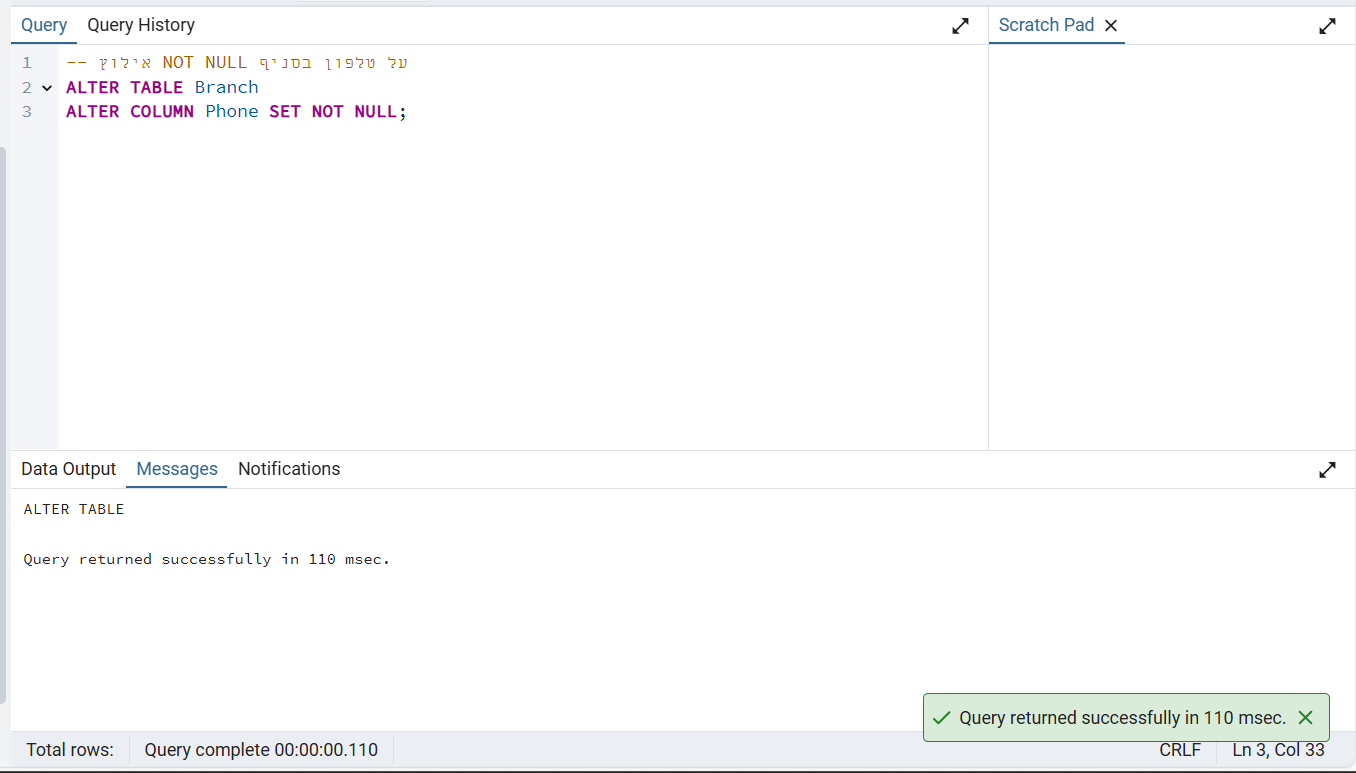 Query Query History Scratch Pad
1 -- אילוץ NOT NULL על טלפון בסניף
2 ALTER TABLE Branch
3 ALTER COLUMN Phone SET NOT NULL;
Data Output Messages Notifications
ALTER TABLE
Query returned successfully in 110 msec.
Query returned successfully in 110 msec.
Total rows: Query complete 00:00:00.110 CRLF Ln 3, Col 33